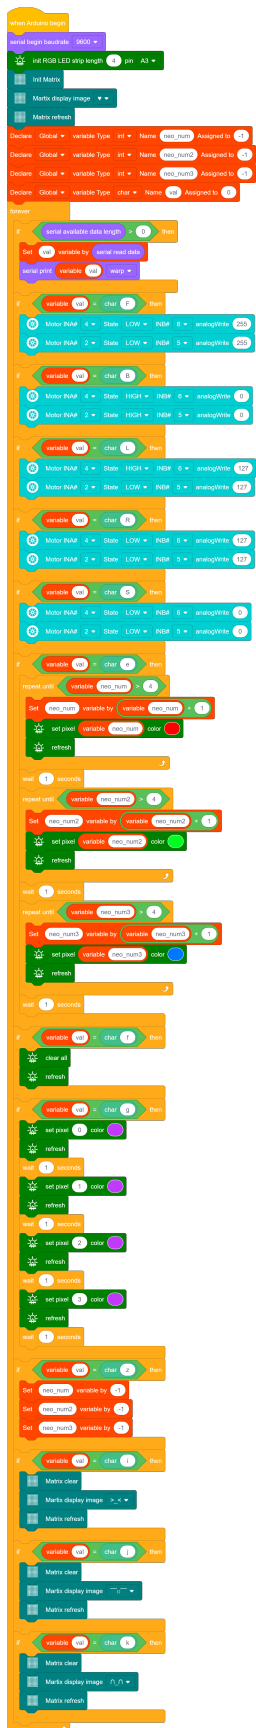 when Arduino begin
serial begin baudrate 9600
init RGB LED strip length 4 pin A3
Init Matrix
Martix display image ♥
Matrix refresh
Declare Global variable Type int Name neo_num Assigned to -1
Declare Global variable Type int Name neo_num2 Assigned to -1
Declare Global variable Type int Name neo_num3 Assigned to -1
Declare Global variable Type char Name val Assigned to 0
forever
if serial available data length > 0 then
Set val variable by serial read data
serial print variable val warp
if variable val = char F then
Motor INA# 4 State LOW INB# 6 analogWrite 255
Motor INA# 2 State LOW INB# 5 analogWrite 255
if variable val = char B then
Motor INA# 4 State HIGH INB# 6 analogWrite 0
Motor INA# 2 State HIGH INB# 5 analogWrite 0
if variable val = char L then
Motor INA# 4 State HIGH INB# 6 analogWrite 127
Motor INA# 2 State LOW INB# 5 analogWrite 127
if variable val = char R then
Motor INA# 4 State LOW INB# 6 analogWrite 127
Motor INA# 2 State LOW INB# 5 analogWrite 127
if variable val = char S then
Motor INA# 4 State LOW INB# 6 analogWrite 0
Motor INA# 2 State LOW INB# 5 analogWrite 0
if variable val = char e then
repeat until variable neo_num > 4
Set neo_num variable by variable neo_num + 1
set pixel variable neo_num color
refresh
wait 1 seconds
repeat until variable neo_num2 > 4
Set neo_num2 variable by variable neo_num2 + 1
set pixel variable neo_num2 color
refresh
wait 1 seconds
repeat until variable neo_num3 > 4
Set neo_num3 variable by variable neo_num3 + 1
set pixel variable neo_num3 color
refresh
wait 1 seconds
if variable val = char f then
clear all
refresh
if variable val = char g then
set pixel 0 color
refresh
wait 1 seconds
set pixel 1 color
refresh
wait 1 seconds
set pixel 2 color
refresh
wait 1 seconds
set pixel 3 color
refresh
wait 1 seconds
if variable val = char z then
Set neo_num variable by -1
Set neo_num2 variable by -1
Set neo_num3 variable by -1
if variable val = char i then
Matrix clear
Martix display image >_<
Matrix refresh
if variable val = char j then
Matrix clear
Martix display image
Matrix refresh
if variable val = char k then
Matrix clear
Martix display image ∩_∩
Matrix refresh